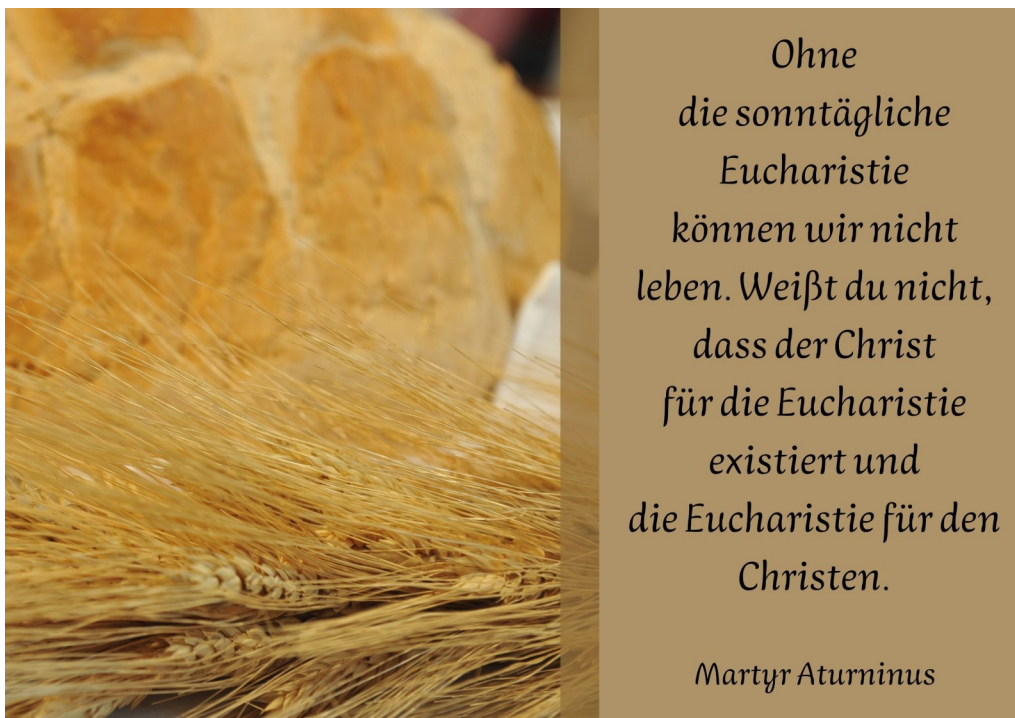 Ohne
die sonntägliche
Eucharistie
können wir nicht
leben. Weißt du nicht,
dass der Christ
für die Eucharistie
existiert und
die Eucharistie für den
Christen.
Martyr Aturninus